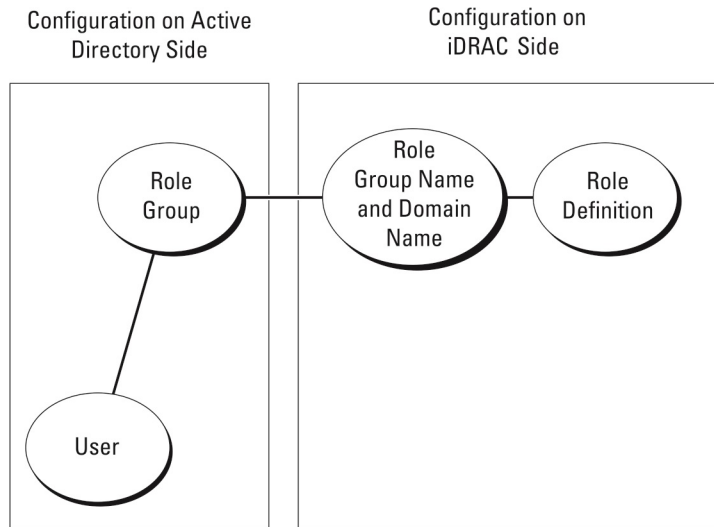 Configuration on Active
Directory Side
Configuration on
iDRAC Side
Role
Group
Role
Group Name
and Domain
Name
Role
Definition
User